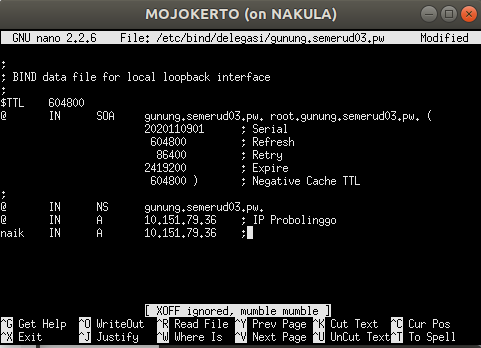 MOJOKERTO (on NAKULA)
GNU nano 2.2.6 File: /etc/bind/delegasi/gunung.semerud03.pw Modified
;
; BIND data file for local loopback interface
;
$TTL 604800
@ IN SOA gunung.semerud03.pw. root.gunung.semerud03.pw. (
2020110901 ; Serial
604800 ; Refresh
86400 ; Retry
2419200 ; Expire
604800 ) ; Negative Cache TTL
;
@ IN NS gunung.semerud03.pw.
@ IN A 10.151.79.36 ; IP Probolinggo
naik IN A 10.151.79.36 ;
[ XOFF ignored, mumble mumble ]
^G Get Help ^O WriteOut ^R Read File ^Y Prev Page ^K Cut Text ^C Cur Pos
^X Exit ^J Justify ^W Where Is ^V Next Page ^U UnCut Text ^T To Spell